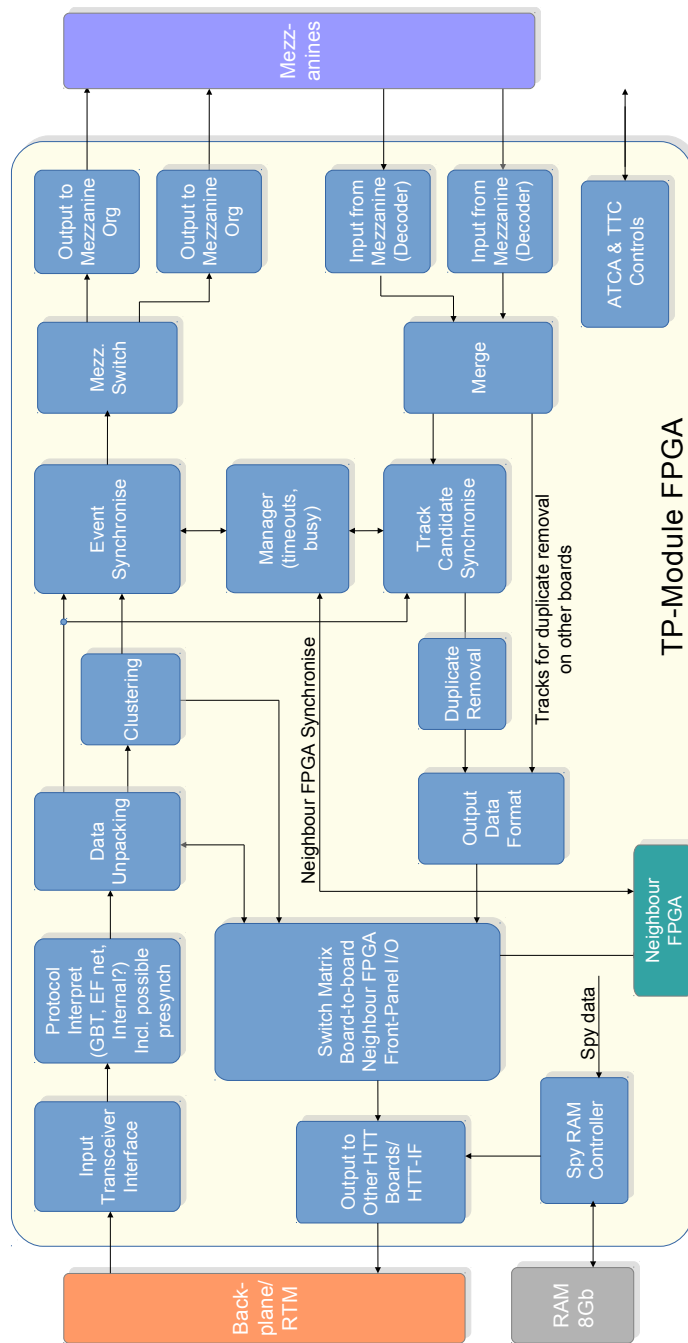 Back-
plane/
RTM
Input
Transceiver
Interface
Protocol
Interpret
(GBT, EF net,
Internal?)
Incl. possible
presynch
Data
Unpacking
Clustering
Event
Synchronise
Mezz.
Switch
Output to
Mezzanine
Org
Output to
Mezzanine
Org
Mezz-
anines
Manager
(timeouts,
busy)
Neighbour FPGA Synchronise
Output to
Other HTT
Boards/
HTT-IF
Switch Matrix
Board-to-board
Neighbour FPGA
Front-Panel I/O
Output
Data
Format
Duplicate
Removal
Track
Candidate
Synchronise
Merge
Input from
Mezzanine
(Decoder)
Input from
Mezzanine
(Decoder)
Tracks for duplicate removal
on other boards
RAM
8Gb
Spy RAM
Controller
Spy data
Neighbour
FPGA
TP-Module FPGA
ATCA & TTC
Controls